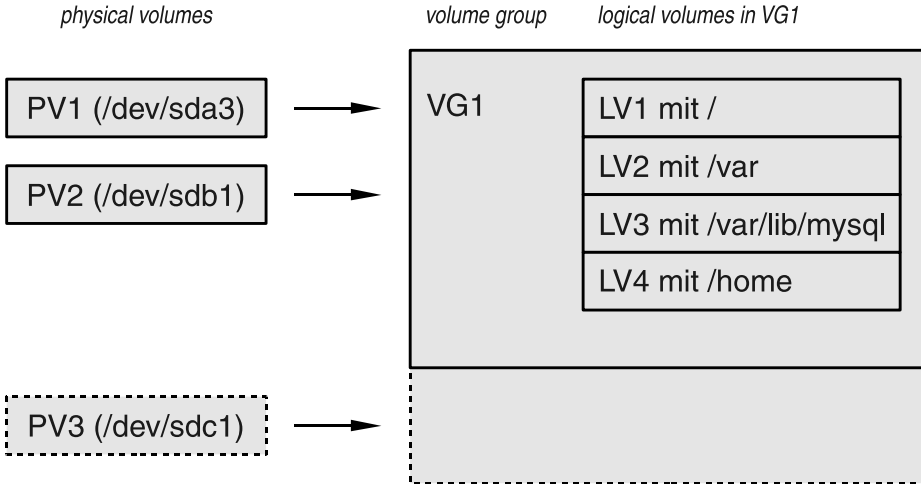 physical volumes
volume group
logical volumes in VG1
PV1 (/dev/sda3)
VG1
LV1 mit /
PV2 (/dev/sdb1)
LV2 mit /var
LV3 mit /var/lib/mysql
LV4 mit /home
PV3 (/dev/sdc1)